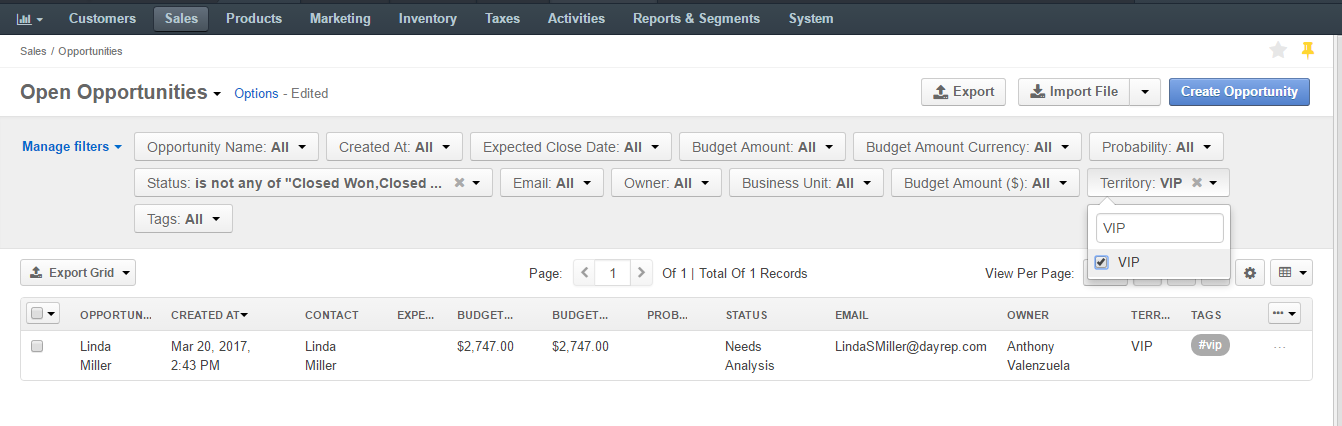 Customers Sales Products Marketing Inventory Taxes Activities Reports & Segments System
Sales / Opportunities
Open Opportunities Options - Edited Export Import File Create Opportunity
Manage filters Opportunity Name: All Created At: All Expected Close Date: All Budget Amount: All Budget Amount Currency: All Probability: All
Status: is not any of "Closed Won,Closed ... Email: All Owner: All Business Unit: All Budget Amount ($): All Territory: VIP
Tags: All
VIP
VIP
Export Grid Page: 1 Of 1 | Total Of 1 Records View Per Page:
OPPORTUN... CREATED AT CONTACT EXPE... BUDGET... BUDGET... PROB... STATUS EMAIL OWNER TERR... TAGS
Linda Mar 20, 2017, Linda $2,747.00 $2,747.00 Needs LindaSMiller@dayrep.com Anthony VIP #vip ...
Miller 2:43 PM Miller Analysis Valenzuela